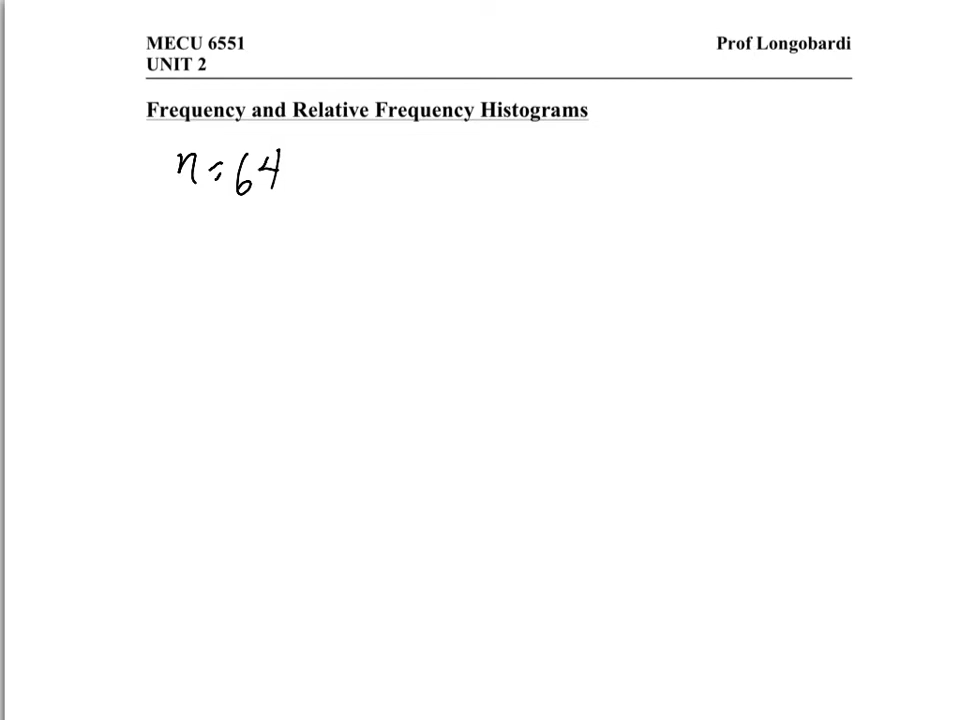 MECU 6551 Prof Longobardi
UNIT 2
Frequency and Relative Frequency Histograms
n = 64